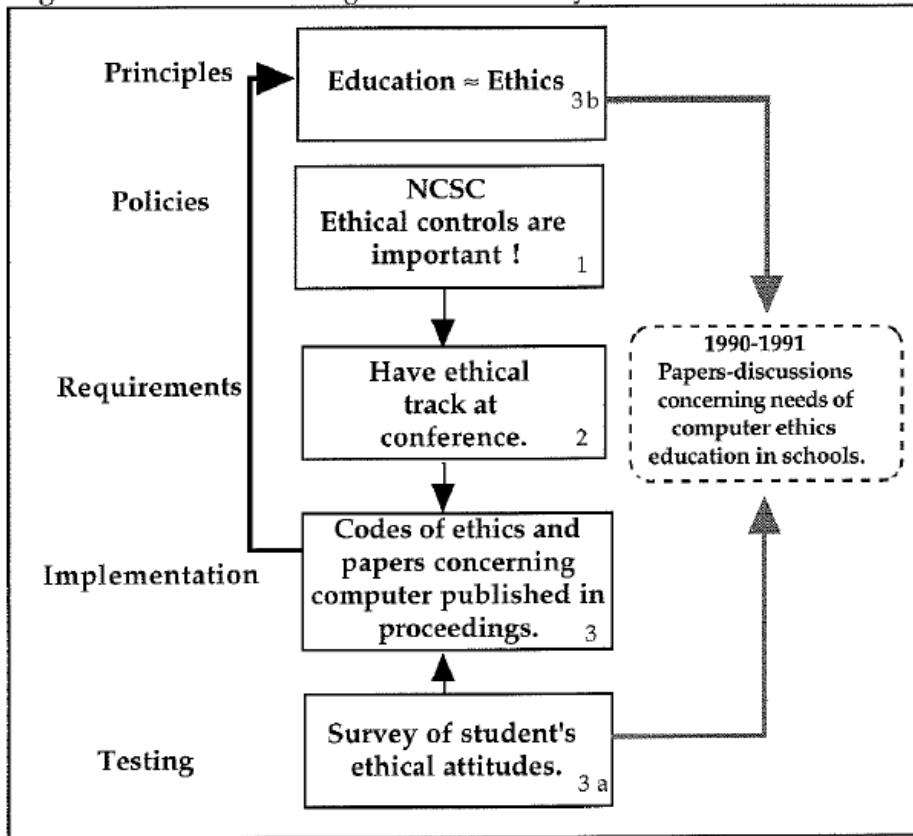 Principles
Education ≈ Ethics
3b
Policies
NCSC
Ethical controls are
important !
1
Requirements
Have ethical
track at
conference.
2
1990-1991
Papers-discussions
concerning needs of
computer ethics
education in schools.
Implementation
Codes of ethics and
papers concerning
computer published in
proceedings.
3
Testing
Survey of student's
ethical attitudes.
3 a